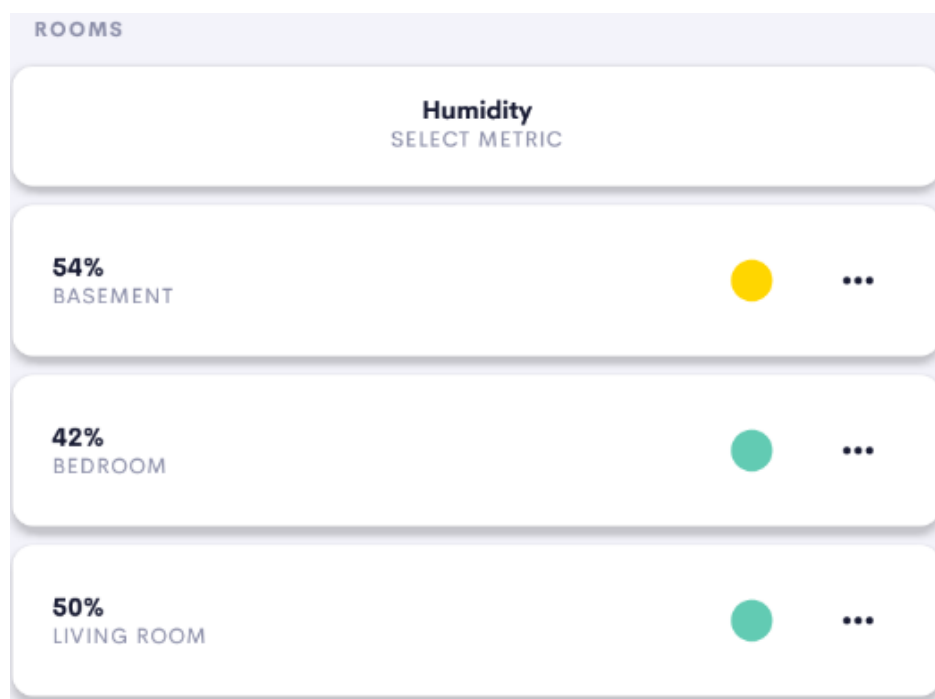 ROOMS
Humidity
SELECT METRIC
54%
BASEMENT
42%
BEDROOM
50%
LIVING ROOM